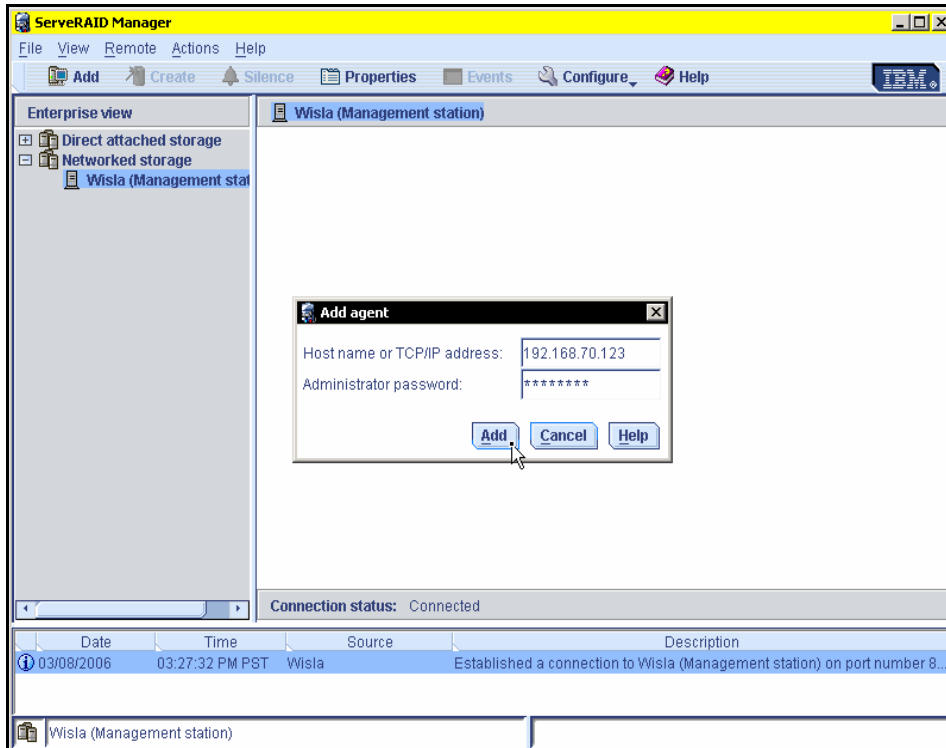 ServeRAID Manager
File View Remote Actions Help
Add Create Silence Properties Events Configure Help IBM
Enterprise view
Wisla (Management station)
Direct attached storage
Networked storage
Wisla (Management stat
Add agent
Host name or TCP/IP address: 192.168.70.123
Administrator password: ********
Add Cancel Help
Connection status: Connected
Date Time Source Description
03/08/2006 03:27:32 PM PST Wisla Established a connection to Wisla (Management station) on port number 8...
Wisla (Management station)